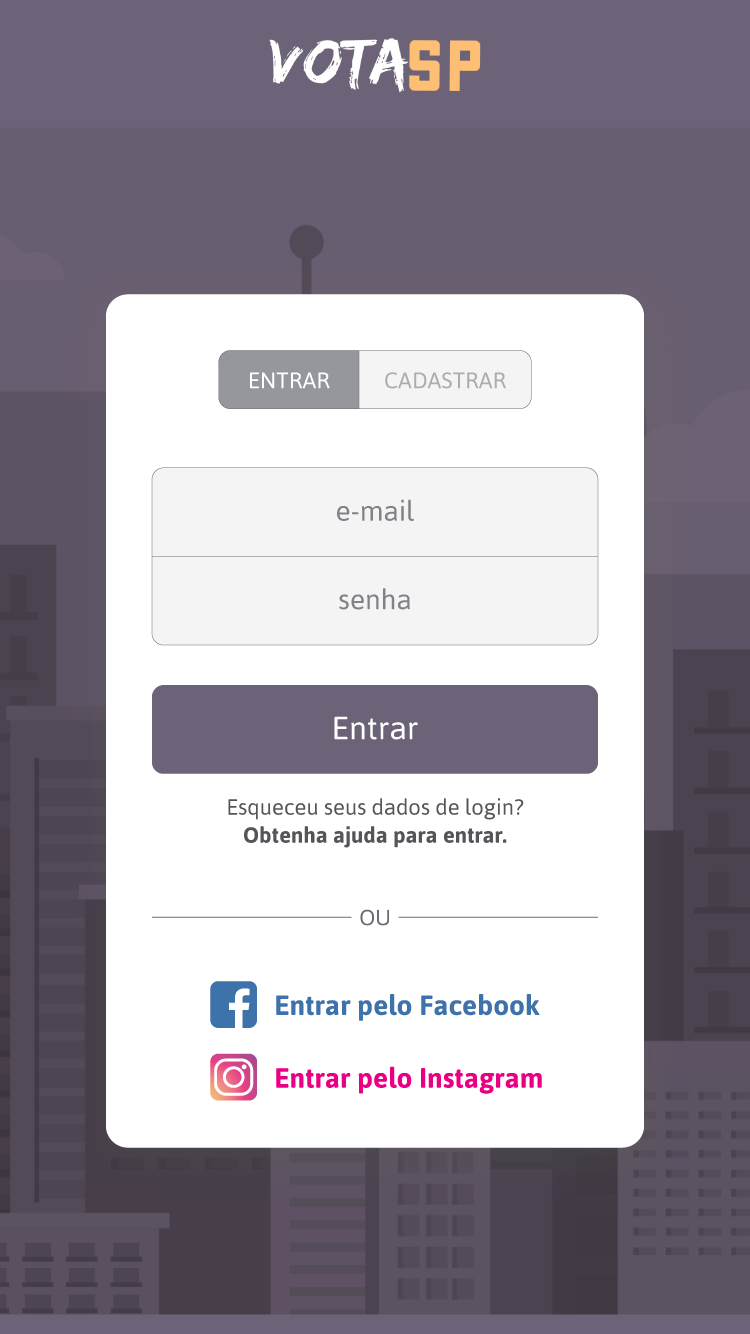 VOTASP
ENTRAR
CADASTRAR
e-mail
senha
Entrar
Esqueceu seus dados de login?
Obtenha ajuda para entrar.
OU
Entrar pelo Facebook
Entrar pelo Instagram